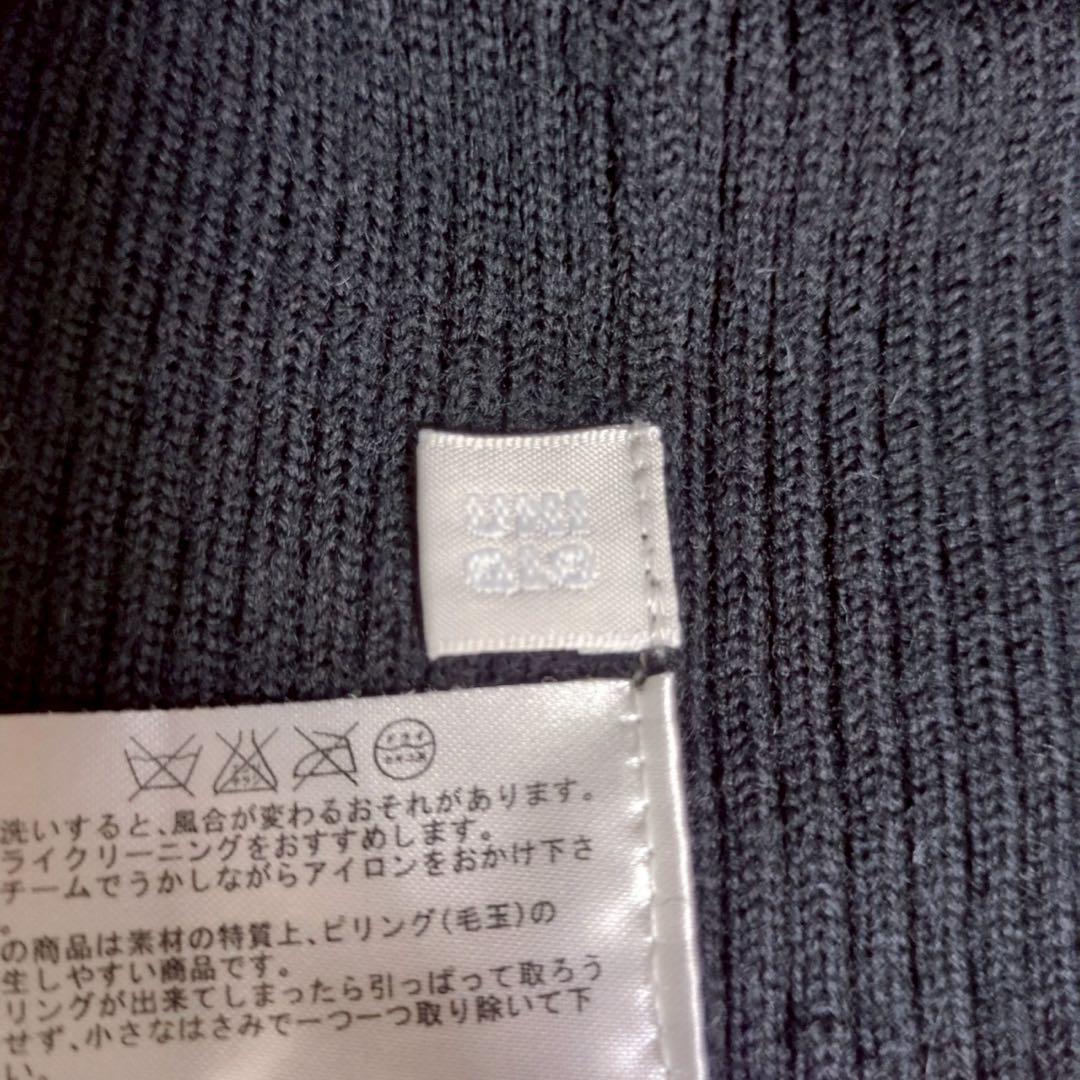 洗いすると、風合が変わるおそれがあります。
ライクリーニングをおすすめします。
チームでうかしながらアイロンをおかけ下さ
。
の商品は素材の特質上、ピリング(毛玉)の
生しやすい商品です。
リングが出来てしまったら引っぱって取ろう
せず、小さなはさみで一つ一つ取り除いて下
い。